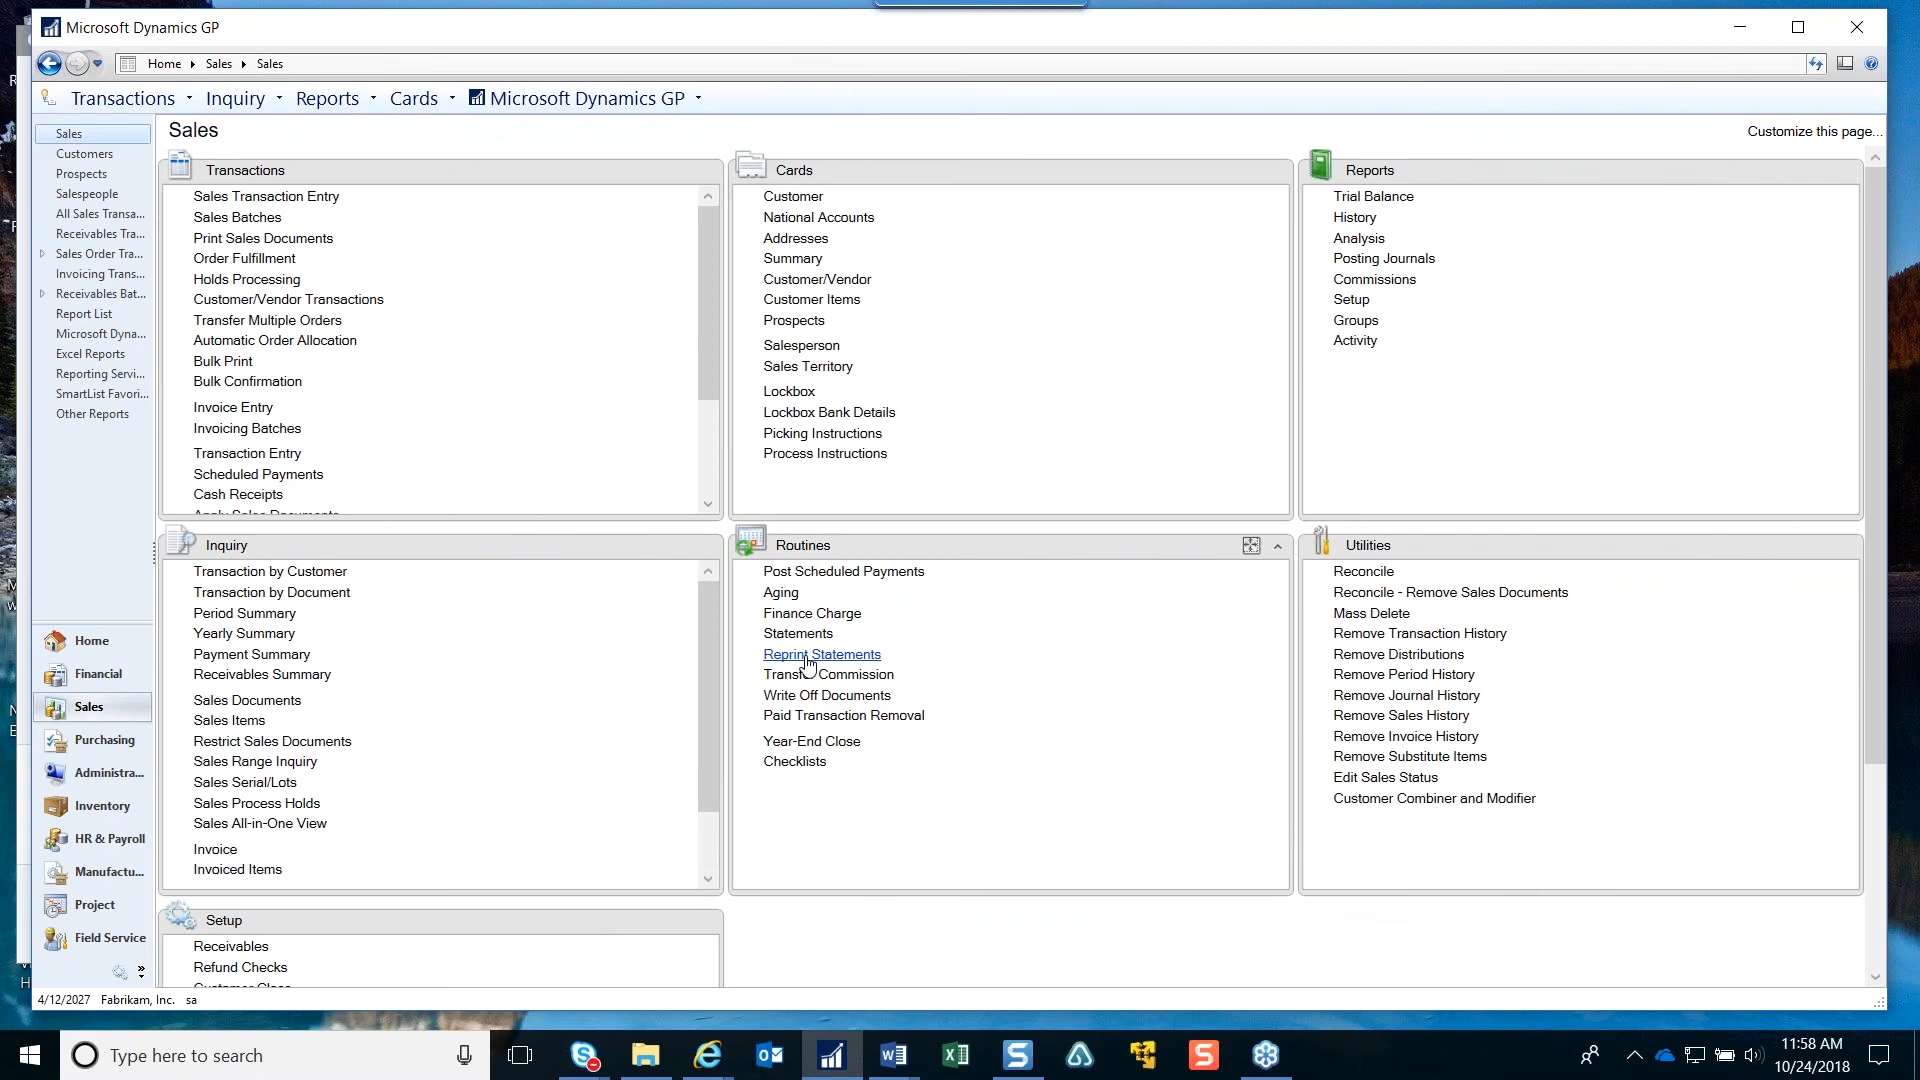 Microsoft Dynamics GP
Home Sales Sales
Transactions Inquiry Reports Cards Microsoft Dynamics GP
Sales
Customers
Prospects
Salespeople
All Sales Transa...
Receivables Tra...
Sales Order Tra...
Invoicing Trans...
Receivables Bat...
Report List
Microsoft Dyna...
Excel Reports
Reporting Servi...
SmartList Favori...
Other Reports
Home
Financial
Sales
Purchasing
Administra...
Inventory
HR & Payroll
Manufactu...
Project
Field Service
Sales
Customize this page...
Transactions
Sales Transaction Entry
Sales Batches
Print Sales Documents
Order Fulfillment
Holds Processing
Customer/Vendor Transactions
Transfer Multiple Orders
Automatic Order Allocation
Bulk Print
Bulk Confirmation
Invoice Entry
Invoicing Batches
Transaction Entry
Scheduled Payments
Cash Receipts
Apply Sales Documents
Cards
Customer
National Accounts
Addresses
Summary
Customer/Vendor
Customer Items
Prospects
Salesperson
Sales Territory
Lockbox
Lockbox Bank Details
Picking Instructions
Process Instructions
Reports
Trial Balance
History
Analysis
Posting Journals
Commissions
Setup
Groups
Activity
Inquiry
Transaction by Customer
Transaction by Document
Period Summary
Yearly Summary
Payment Summary
Receivables Summary
Sales Documents
Sales Items
Restrict Sales Documents
Sales Range Inquiry
Sales Serial/Lots
Sales Process Holds
Sales All-in-One View
Invoice
Invoiced Items
Routines
Post Scheduled Payments
Aging
Finance Charge
Statements
Reprint Statements
Transfer Commission
Write Off Documents
Paid Transaction Removal
Year-End Close
Checklists
Utilities
Reconcile
Reconcile - Remove Sales Documents
Mass Delete
Remove Transaction History
Remove Distributions
Remove Period History
Remove Journal History
Remove Sales History
Remove Invoice History
Remove Substitute Items
Edit Sales Status
Customer Combiner and Modifier
Setup
Receivables
Refund Checks
Customer Class
4/12/2027 Fabrikam, Inc. sa
Type here to search
11:58 AM
10/24/2018